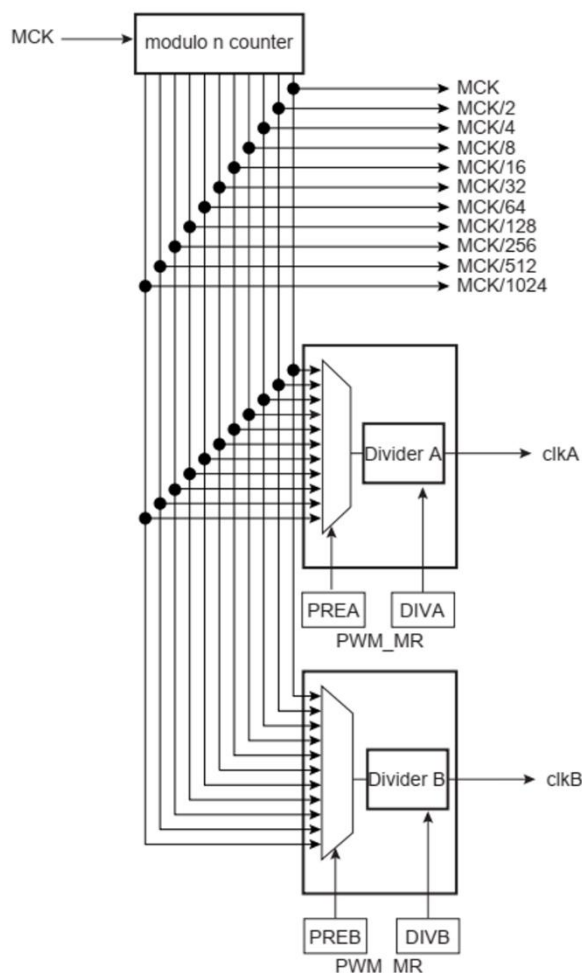 MCK
modulo n counter
MCK
MCK/2
MCK/4
MCK/8
MCK/16
MCK/32
MCK/64
MCK/128
MCK/256
MCK/512
MCK/1024
Divider A
clkA
PREA
DIVA
PWM_MR
Divider B
clkB
PREB
DIVB
PWM_MR